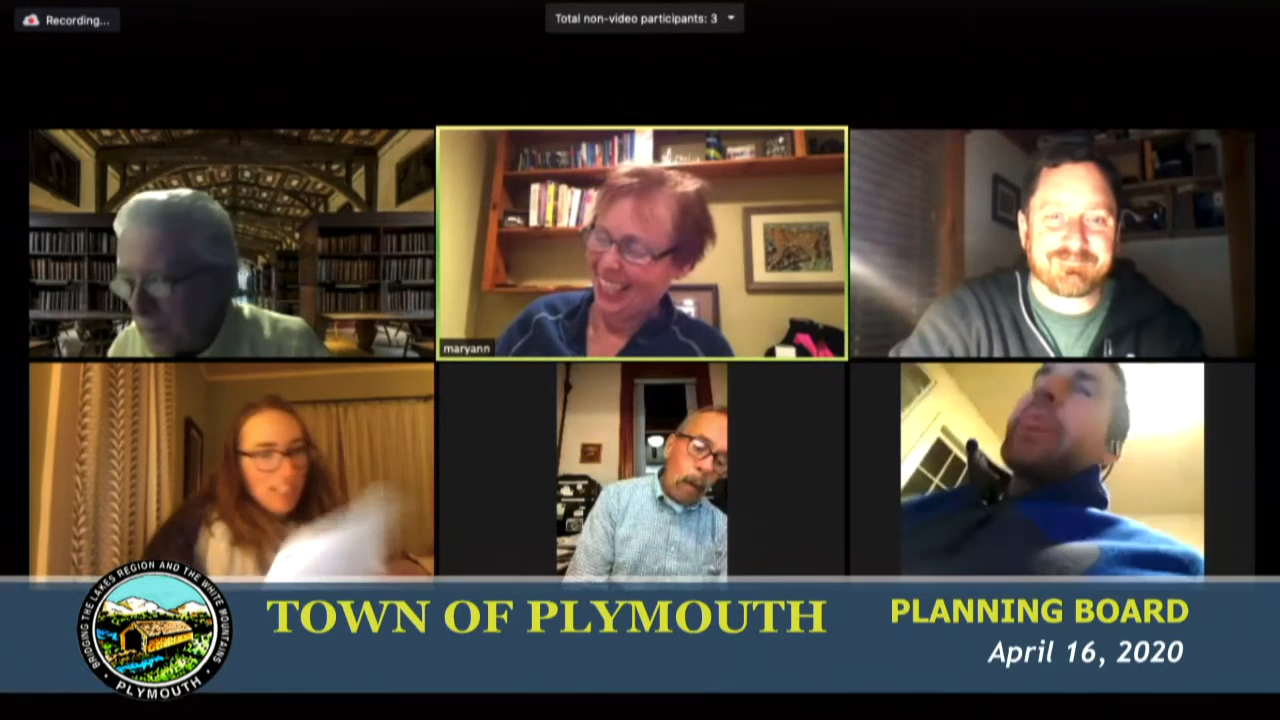 Recording...
Total non-video participants: 3
maryann
BRIDGING THE LAKES REGION AND THE WHITE MOUNTAINS
PLYMOUTH
TOWN OF PLYMOUTH
PLANNING BOARD
April 16, 2020